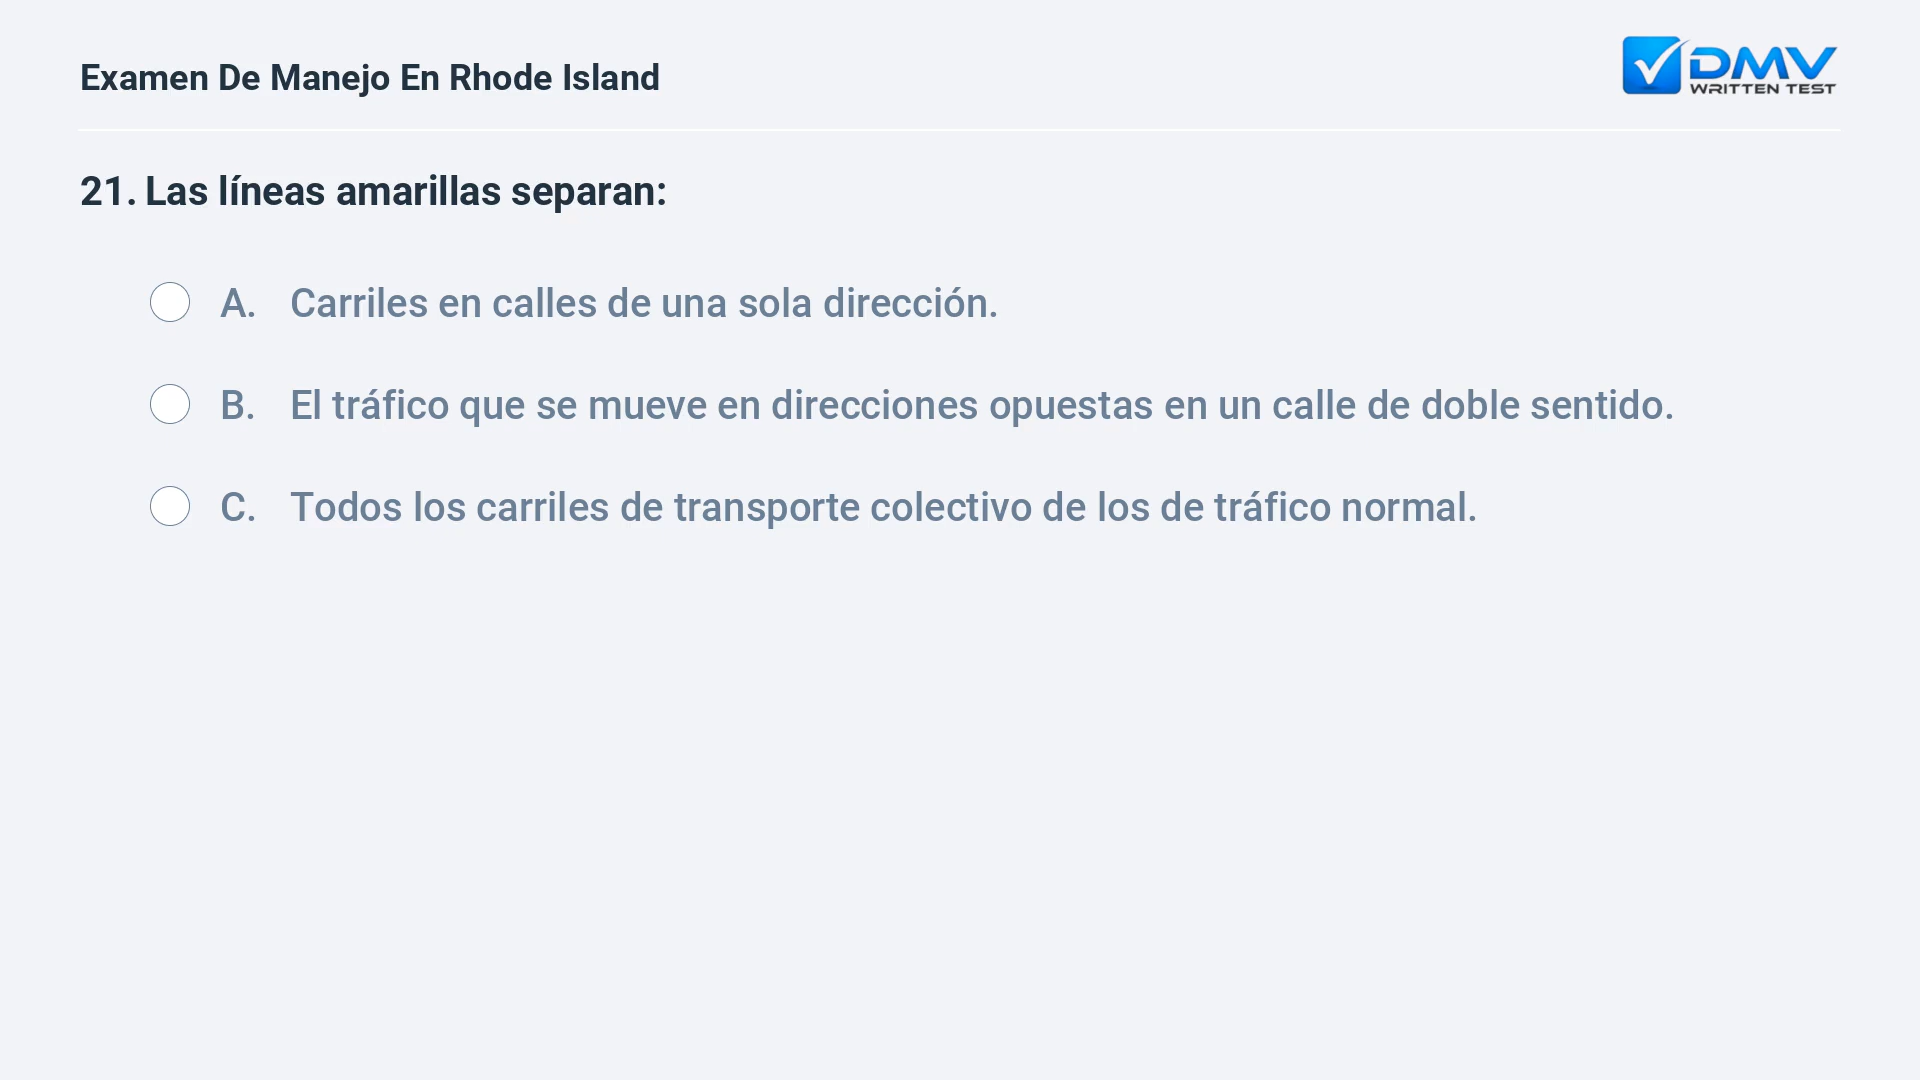 Examen De Manejo En Rhode Island
DMV
WRITTEN TEST
21. Las líneas amarillas separan:
A. Carriles en calles de una sola dirección.
B. El tráfico que se mueve en direcciones opuestas en un calle de doble sentido.
C. Todos los carriles de transporte colectivo de los de tráfico normal.